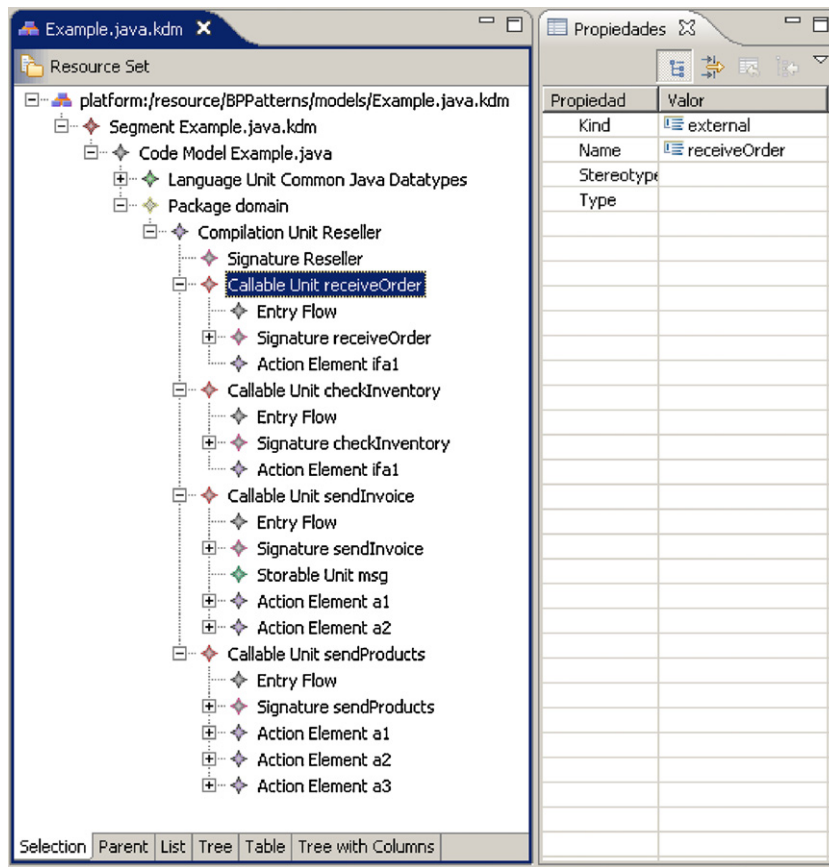 Example.java.kdm
Resource Set
platform:/resource/BPPatterns/models/Example.java.kdm
Segment Example.java.kdm
Code Model Example.java
Language Unit Common Java Datatypes
Package domain
Compilation Unit Reseller
Signature Reseller
Callable Unit receiveOrder
Entry Flow
Signature receiveOrder
Action Element ifa1
Callable Unit checkInventory
Entry Flow
Signature checkInventory
Action Element ifa1
Callable Unit sendInvoice
Entry Flow
Signature sendInvoice
Storable Unit msg
Action Element a1
Action Element a2
Callable Unit sendProducts
Entry Flow
Signature sendProducts
Action Element a1
Action Element a2
Action Element a3
Selection Parent List Tree Table Tree with Columns
Propiedades
Propiedad Valor
Kind external
Name receiveOrder
Stereotype
Type